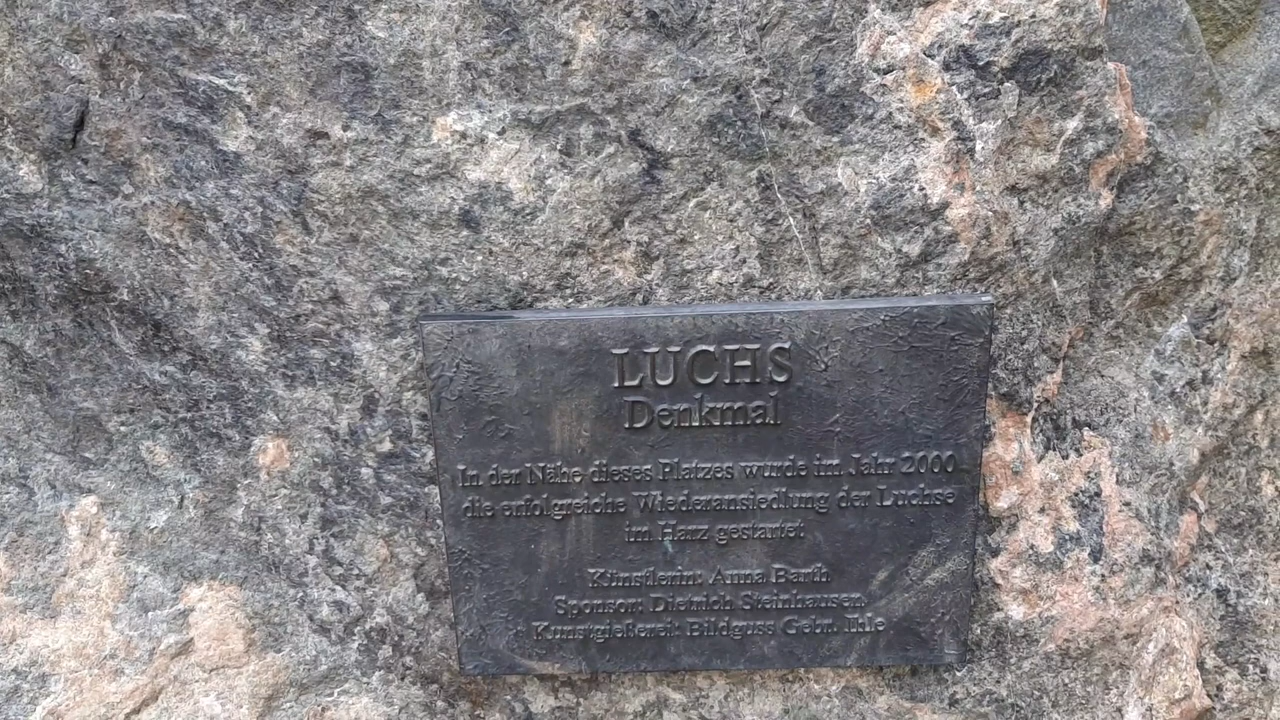 LUCHS
Denkmal
In der Nähe dieses Platzes wurde im Jahr 2000
die erfolgreiche Wiederansiedlung der Luchse
im Harz gestartet
Künstlerin: Anna Barth
Sponsor: Dietrich Steinhausen
Kunstgießerei: Bildguss Gebr. Ihle